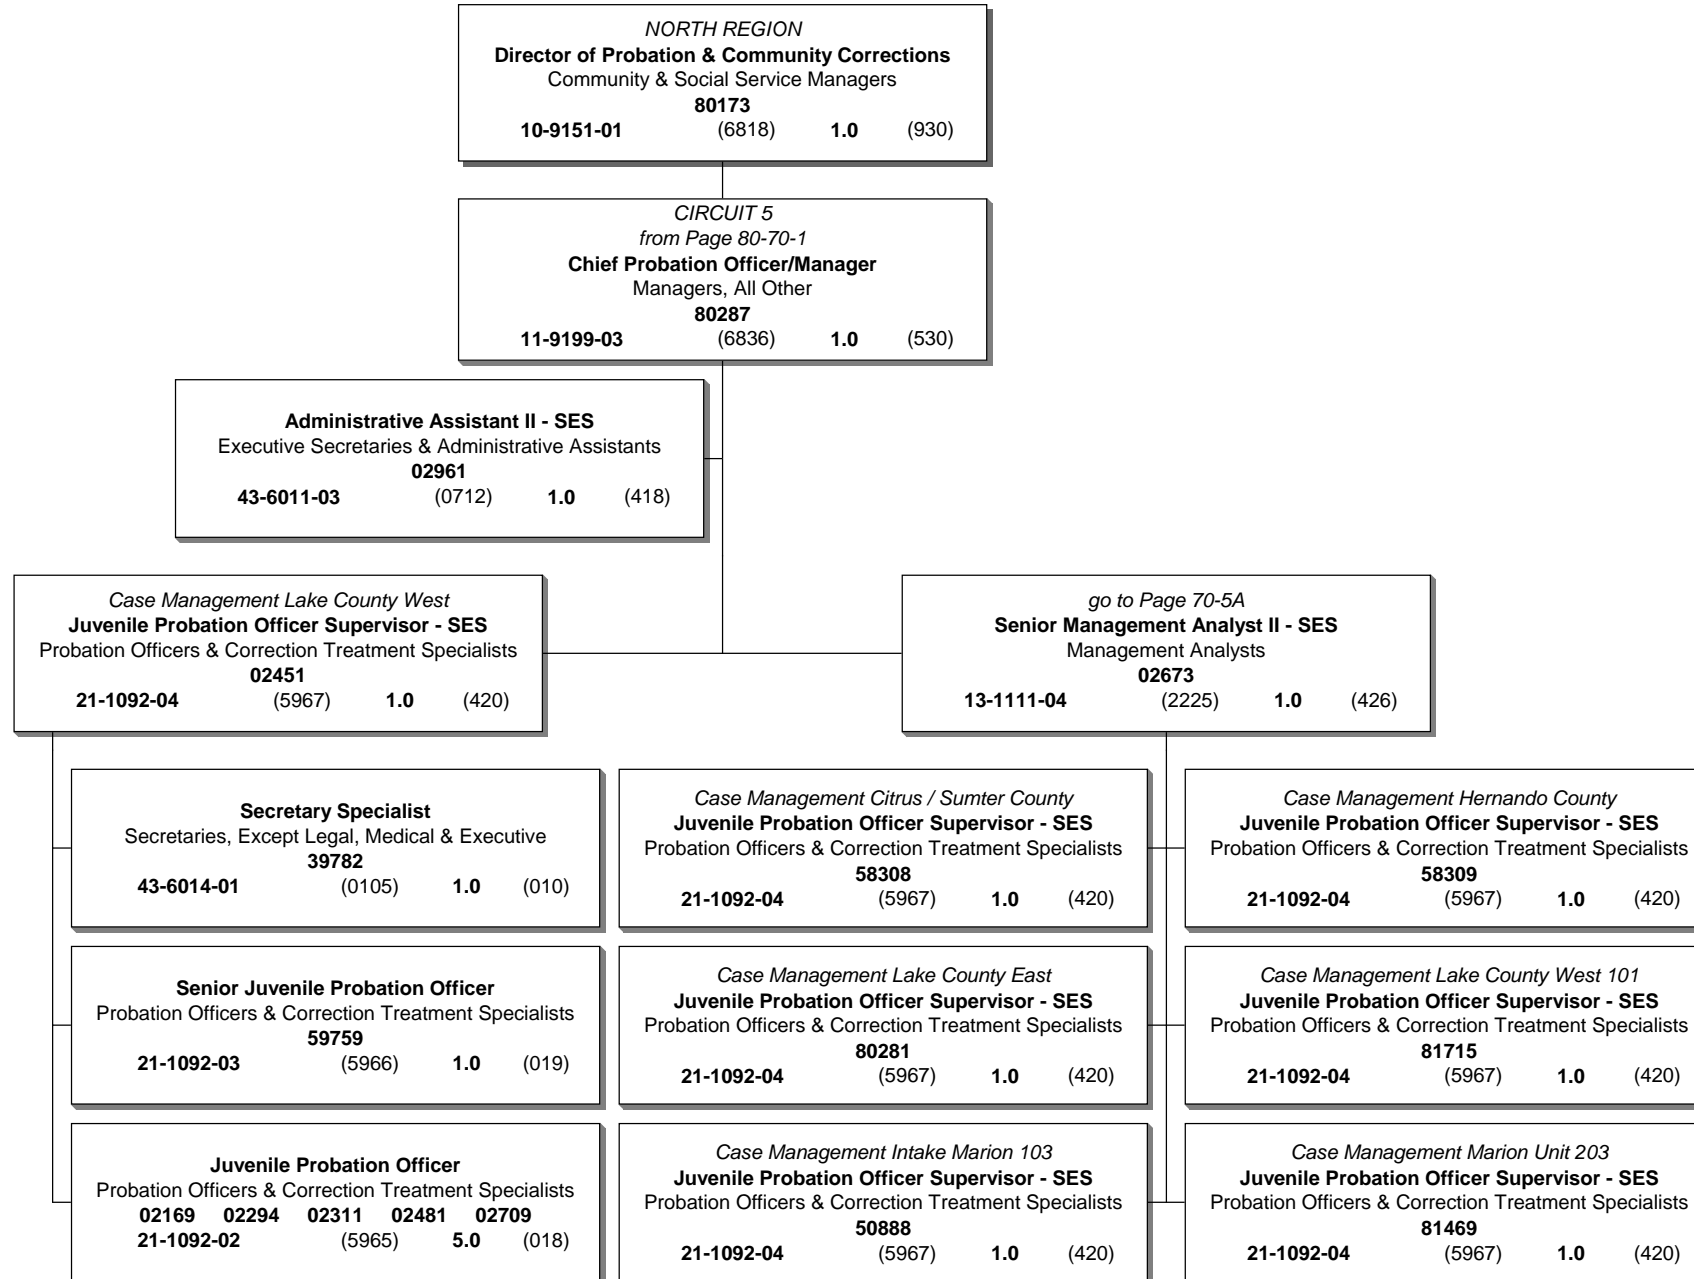 NORTH REGION
Director of Probation & Community Corrections
Community & Social Service Managers
80173
10-9151-01 (6818) 1.0 (930)
CIRCUIT 5
from Page 80-70-1
Chief Probation Officer/Manager
Managers, All Other
80287
11-9199-03 (6836) 1.0 (530)
Administrative Assistant II - SES
Executive Secretaries & Administrative Assistants
02961
43-6011-03 (0712) 1.0 (418)
Case Management Lake County West
Juvenile Probation Officer Supervisor - SES
Probation Officers & Correction Treatment Specialists
02451
21-1092-04 (5967) 1.0 (420)
go to Page 70-5A
Senior Management Analyst II - SES
Management Analysts
02673
13-1111-04 (2225) 1.0 (426)
Secretary Specialist
Secretaries, Except Legal, Medical & Executive
39782
43-6014-01 (0105) 1.0 (010)
Case Management Citrus / Sumter County
Juvenile Probation Officer Supervisor - SES
Probation Officers & Correction Treatment Specialists
58308
21-1092-04 (5967) 1.0 (420)
Case Management Hernando County
Juvenile Probation Officer Supervisor - SES
Probation Officers & Correction Treatment Specialists
58309
21-1092-04 (5967) 1.0 (420)
Senior Juvenile Probation Officer
Probation Officers & Correction Treatment Specialists
59759
21-1092-03 (5966) 1.0 (019)
Case Management Lake County East
Juvenile Probation Officer Supervisor - SES
Probation Officers & Correction Treatment Specialists
80281
21-1092-04 (5967) 1.0 (420)
Case Management Lake County West 101
Juvenile Probation Officer Supervisor - SES
Probation Officers & Correction Treatment Specialists
81715
21-1092-04 (5967) 1.0 (420)
Juvenile Probation Officer
Probation Officers & Correction Treatment Specialists
02169 02294 02311 02481 02709
21-1092-02 (5965) 5.0 (018)
Case Management Intake Marion 103
Juvenile Probation Officer Supervisor - SES
Probation Officers & Correction Treatment Specialists
50888
21-1092-04 (5967) 1.0 (420)
Case Management Marion Unit 203
Juvenile Probation Officer Supervisor - SES
Probation Officers & Correction Treatment Specialists
81469
21-1092-04 (5967) 1.0 (420)